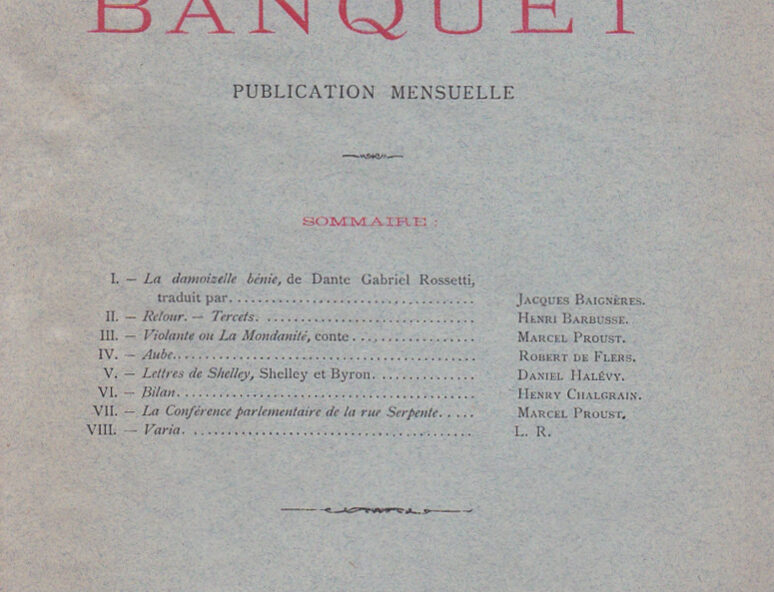 BANQUET
PUBLICATION MENSUELLE
SOMMAIRE :
I. — La damoizelle bénie, de Dante Gabriel Rossetti,
traduit par................................ JACQUES BAIGNÈRES.
II. — Retour. — Tercets. ........................... HENRI BARBUSSE.
III. — Violante ou La Mondanité, conte ................ MARCEL PROUST.
IV. — Aube........................................ ROBERT DE FLERS.
V. — Lettres de Shelley, Shelley et Byron. ............. DANIEL HALÉVY.
VI. — Bilan........................................ HENRY CHALGRAIN.
VII. — La Conférence parlementaire de la rue Serpente. .... MARCEL PROUST.
VIII. — Varia. ..................................... L. R.